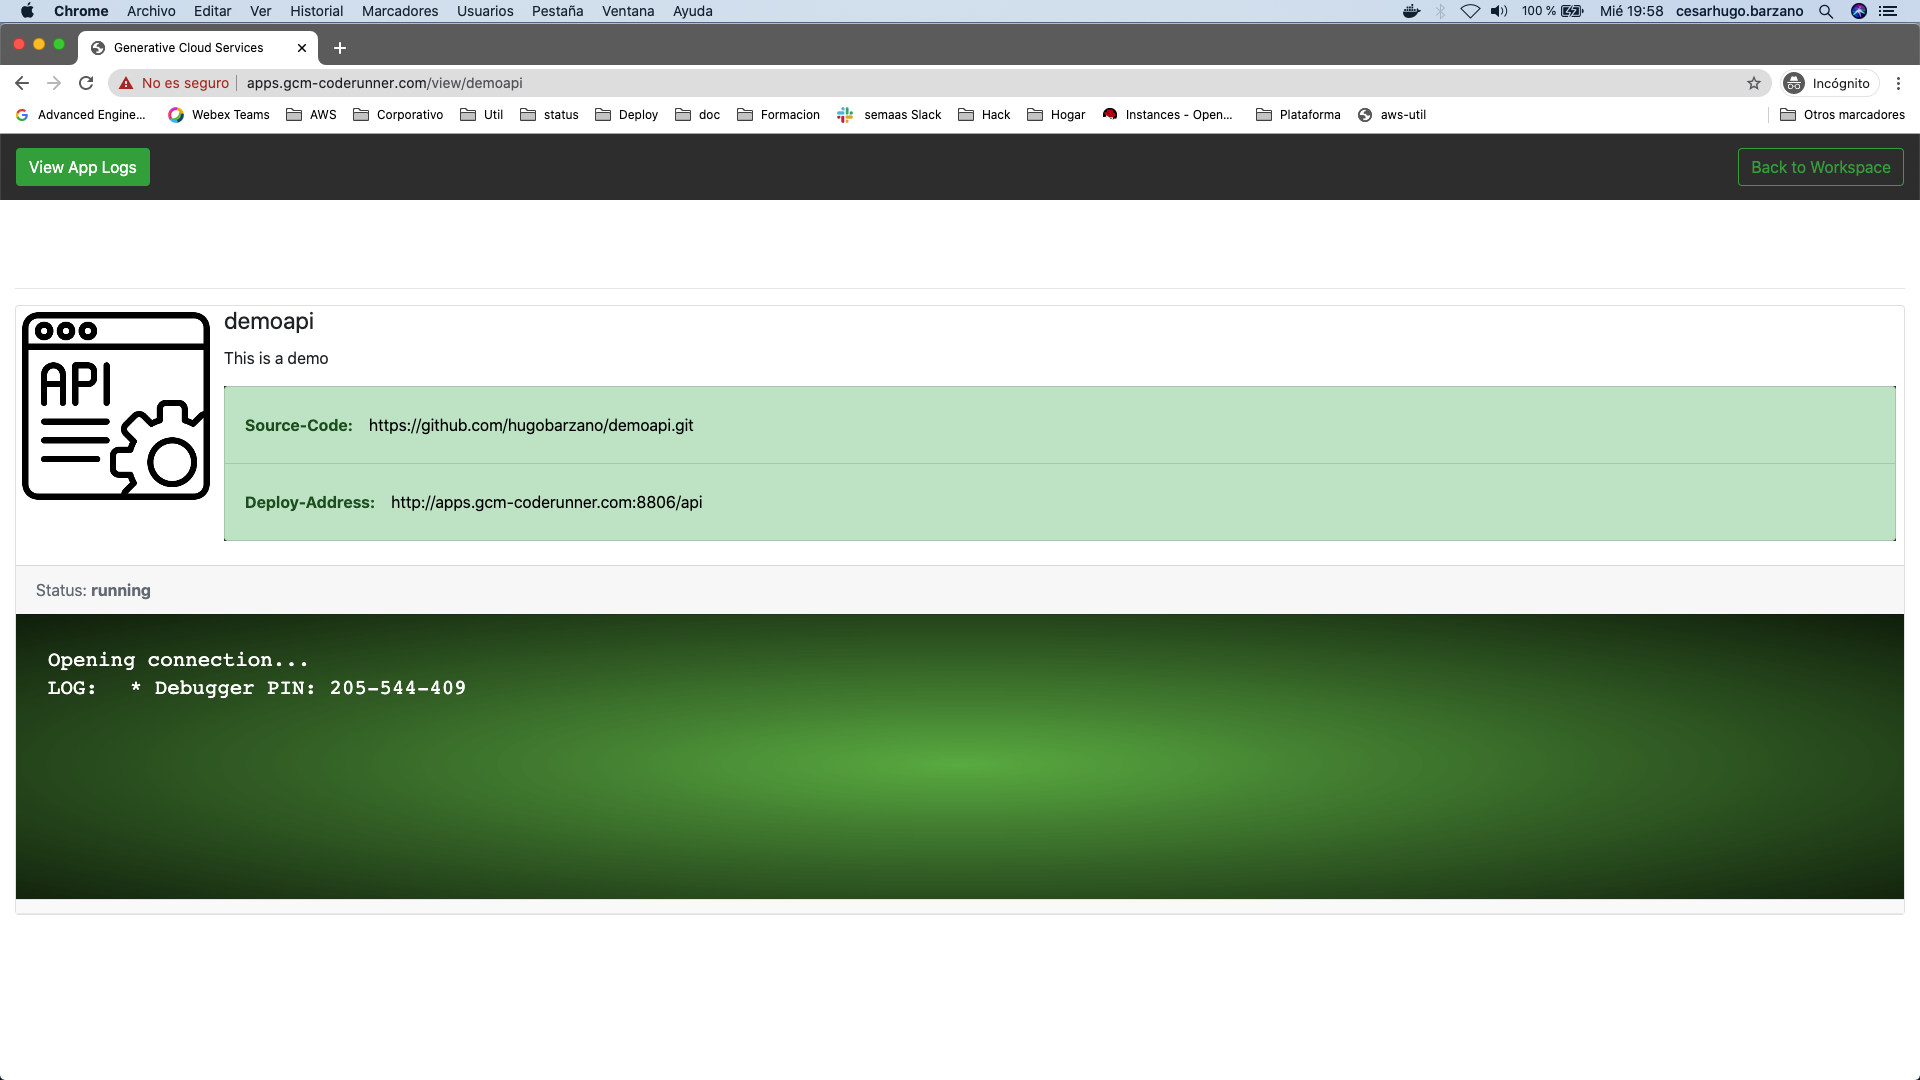 Chrome Archivo Editar Ver Historial Marcadores Usuarios Pestaña Ventana Ayuda 100 % Mié 19:58 cesarhugo.barzano
Generative Cloud Services
No es seguro apps.gcm-coderunner.com/view/demoapi Incógnito
Advanced Engine... Webex Teams AWS Corporativo Util status Deploy doc Formacion semaas Slack Hack Hogar Instances - Open... Plataforma aws-util Otros marcadores
View App Logs Back to Workspace
API
demoapi
This is a demo
Source-Code: https://github.com/hugobarzano/demoapi.git
Deploy-Address: http://apps.gcm-coderunner.com:8806/api
Status: running
Opening connection...
LOG: * Debugger PIN: 205-544-409